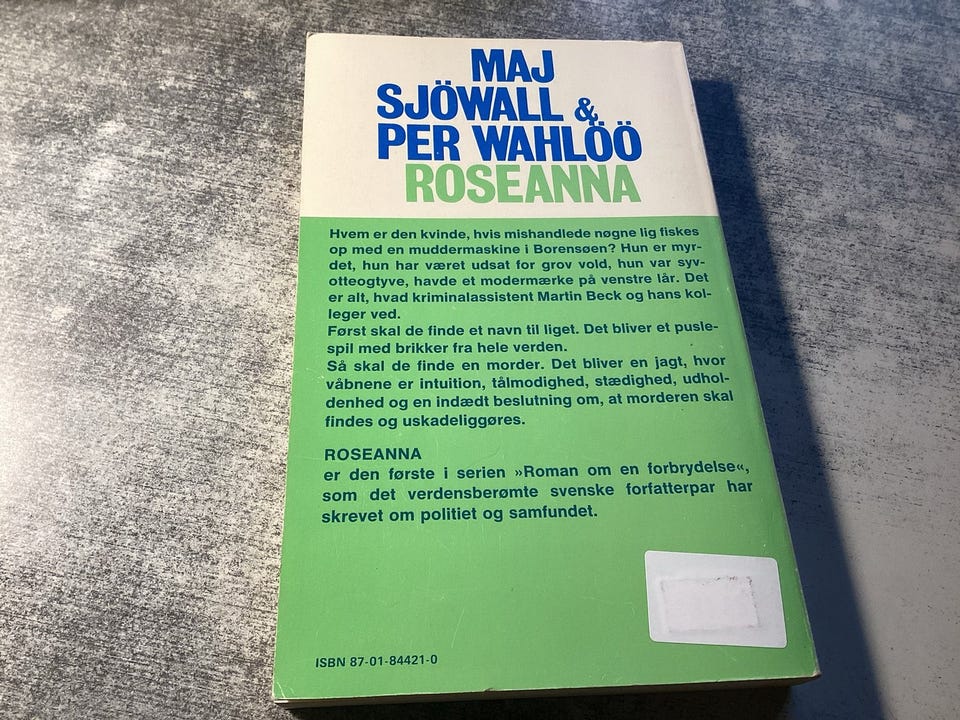 MAJ
SJÖWALL &
PER WAHLÖÖ
ROSEANNA
Hvem er den kvinde, hvis mishandlede nøgne lig fiskes
op med en muddermaskine i Borensøen? Hun er myr-
det, hun har været udsat for grov vold, hun var syv-
otteogtyve, havde et modermærke på venstre lår. Det
er alt, hvad kriminalassistent Martin Beck og hans kol-
leger ved.
Først skal de finde et navn til liget. Det bliver et pusle-
spil med brikker fra hele verden.
Så skal de finde en morder. Det bliver en jagt, hvor
våbnene er intuition, tålmodighed, stædighed, udhol-
denhed og en indædt beslutning om, at morderen skal
findes og uskadeliggøres.
ROSEANNA
er den første i serien »Roman om en forbrydelse«,
som det verdensberømte svenske forfatterpar har
skrevet om politiet og samfundet.
ISBN 87-01-84421-0